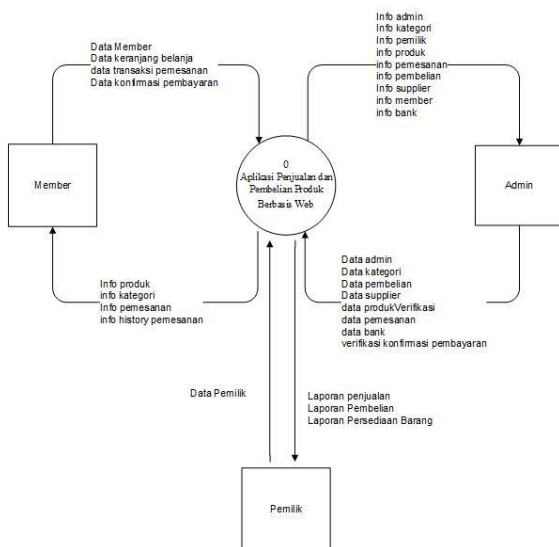 Data Member
Data keranjang belanja
data transaksi pemesanan
Data konfirmasi pembayaran
Info admin
Info kategori
Info pemilik
info produk
info pemesanan
info pembelian
Info supplier
info member
info bank
Member
0
Aplikasi Penjualan dan
Pembelian Produk
Berbasis Web
Admin
Info produk
info kategori
Info pemesanan
info history pemesanan
Data admin
Data kategori
Data pembelian
Data supplier
data produkVerifikasi
data pemesanan
data bank
verifikasi konfirmasi pembayaran
Data Pemilik
Laporan penjualan
Laporan Pembelian
Laporan Persediaan Barang
Pemilik